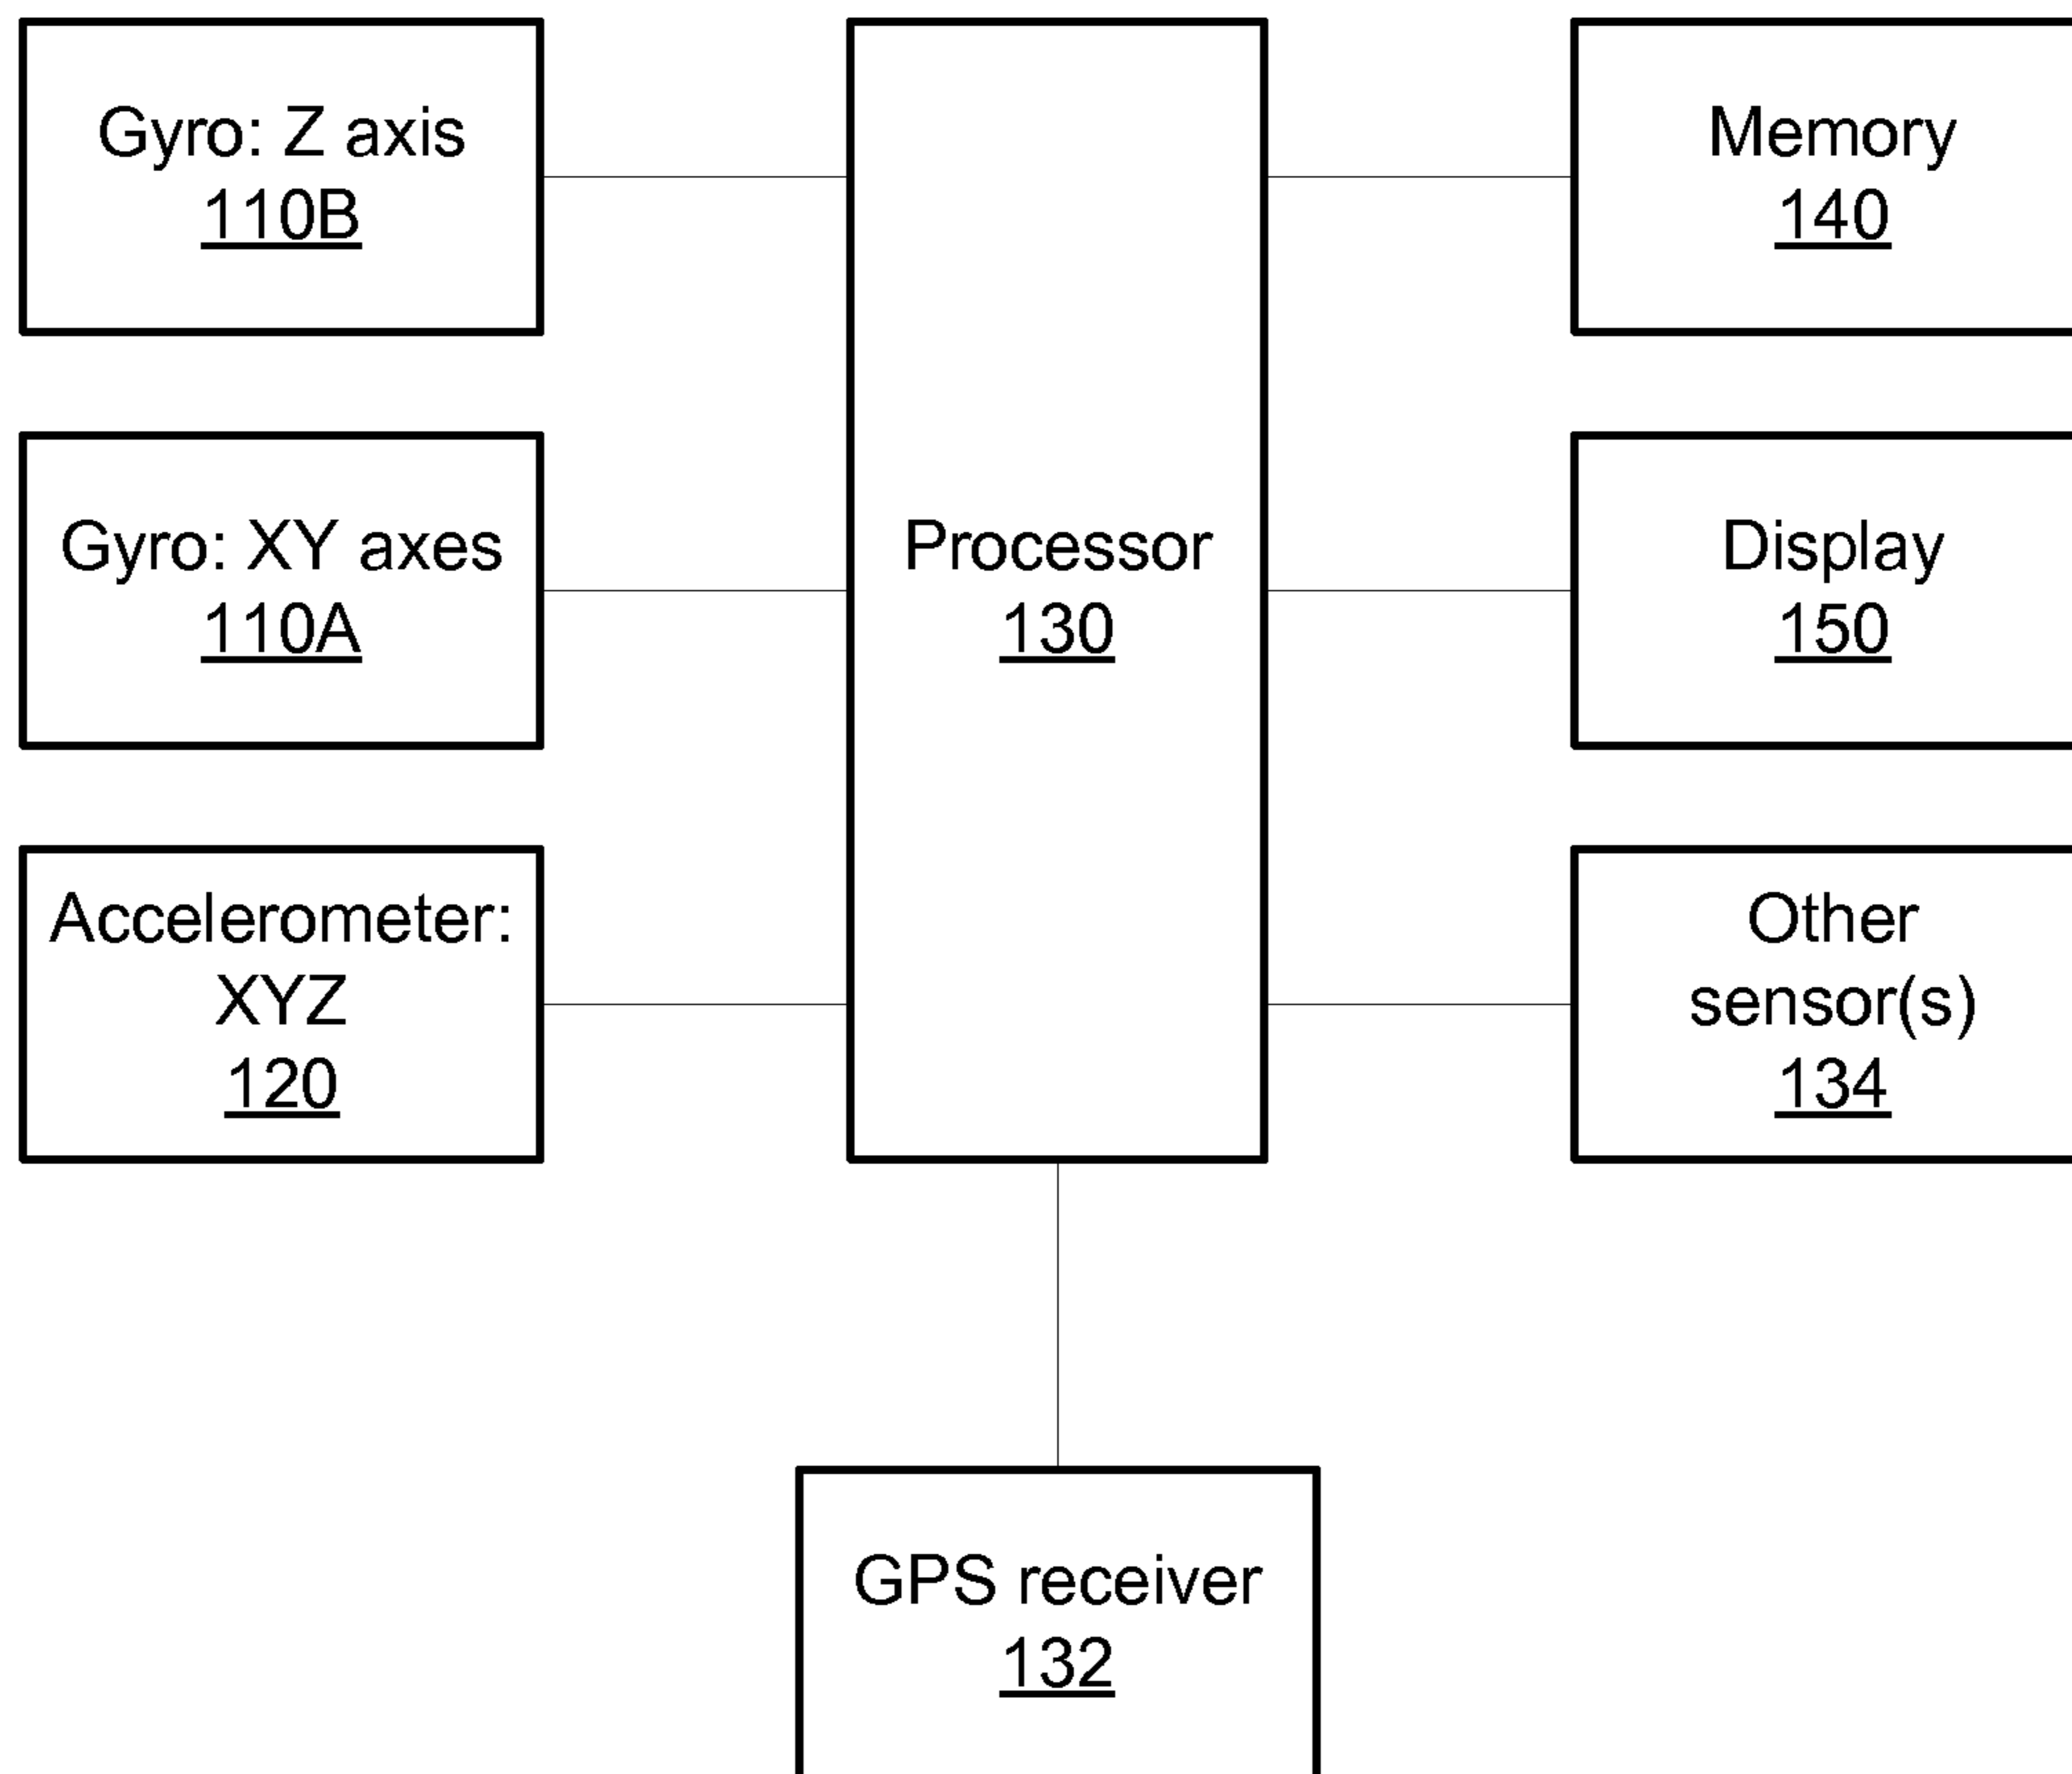 Gyro: Z axis
110B
Gyro: XY axes
110A
Accelerometer:
XYZ
120
Processor
130
Memory
140
Display
150
Other
sensor(s)
134
GPS receiver
132